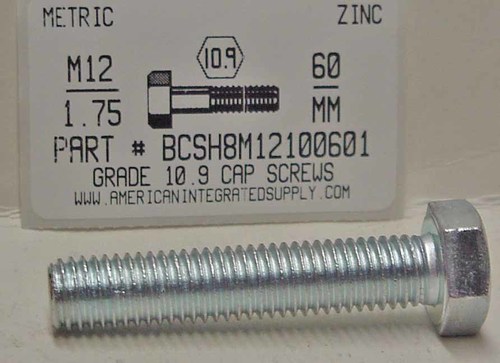 METRIC ZINC
10.9
M12 60
1.75 MM
PART # BCSH8M12100601
GRADE 10.9 CAP SCREWS
WWW.AMERICANINTEGRATEDSUPPLY.COM